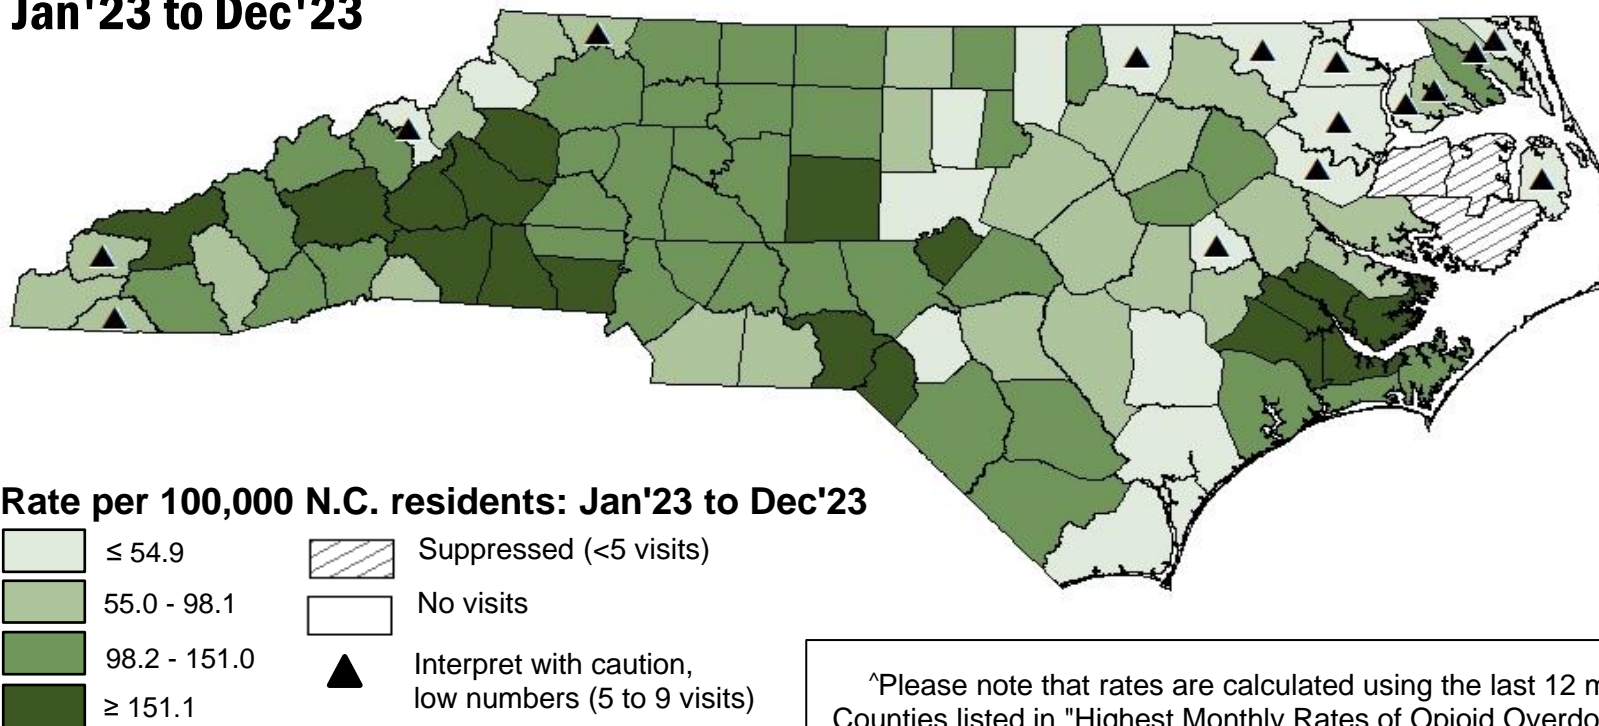 Jan'23 to Dec'23
Rate per 100,000 N.C. residents: Jan'23 to Dec'23
≤ 54.9
55.0 - 98.1
98.2 - 151.0
≥ 151.1
Suppressed (<5 visits)
No visits
Interpret with caution,
low numbers (5 to 9 visits)
^Please note that rates are calculated using the last 12
Counties listed in "Highest Monthly Rates of Opioid